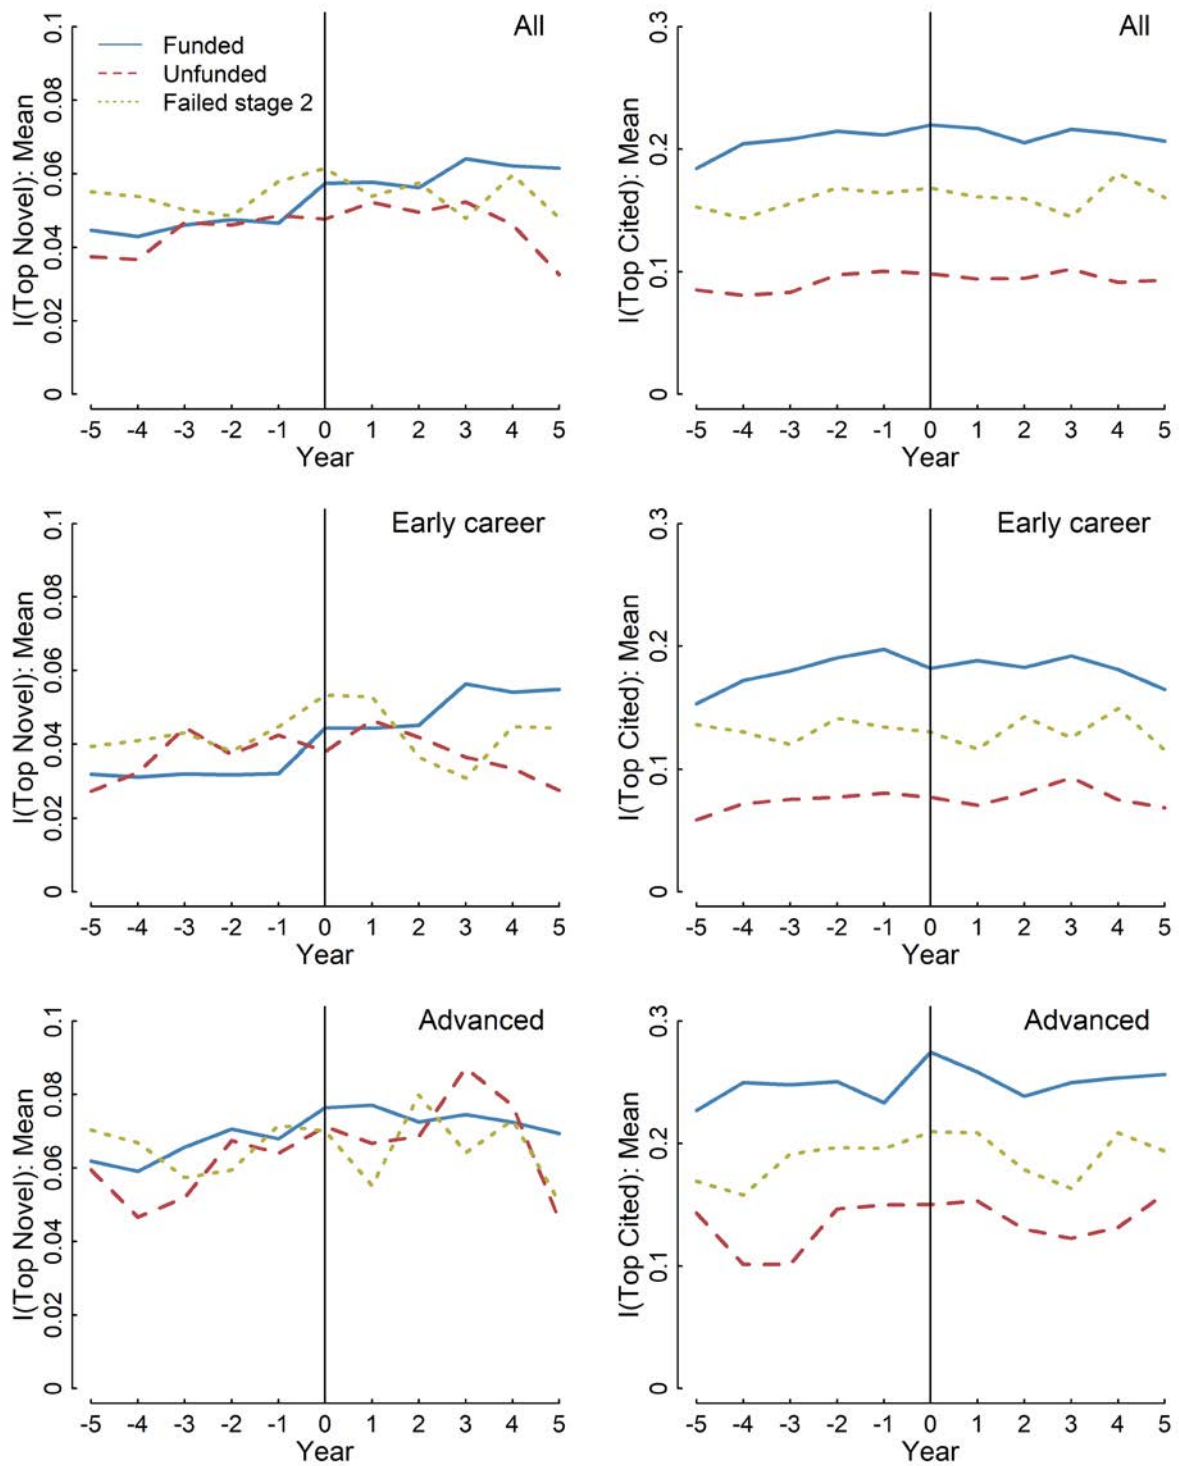 All
Funded
Unfunded
Failed stage 2
I(Top Novel): Mean
0 0.02 0.04 0.06 0.08 0.1
-5 -4 -3 -2 -1 0 1 2 3 4 5
Year
All
I(Top Cited): Mean
0 0.1 0.2 0.3
-5 -4 -3 -2 -1 0 1 2 3 4 5
Year
Early career
I(Top Novel): Mean
0 0.02 0.04 0.06 0.08 0.1
-5 -4 -3 -2 -1 0 1 2 3 4 5
Year
Early career
I(Top Cited): Mean
0 0.1 0.2 0.3
-5 -4 -3 -2 -1 0 1 2 3 4 5
Year
Advanced
I(Top Novel): Mean
0 0.02 0.04 0.06 0.08 0.1
-5 -4 -3 -2 -1 0 1 2 3 4 5
Year
Advanced
I(Top Cited): Mean
0 0.1 0.2 0.3
-5 -4 -3 -2 -1 0 1 2 3 4 5
Year